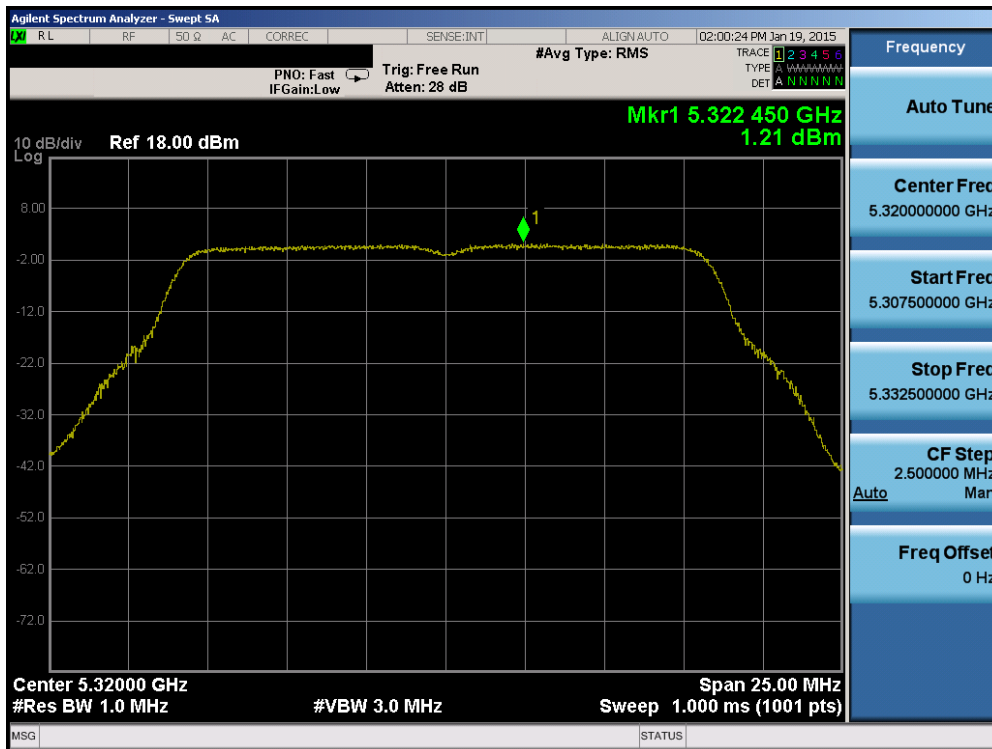 Agilent Spectrum Analyzer - Swept SA
LXI RL RF 50 Ω AC CORREC SENSE:INT ALIGN AUTO 02:00:24 PM Jan 19, 2015
PNO: Fast
IFGain:Low
Trig: Free Run
Atten: 28 dB
#Avg Type: RMS
TRACE 1 2 3 4 5 6
TYPE A WWWWW
DET A N N N N N
Mkr1 5.322 450 GHz
1.21 dBm
10 dB/div Ref 18.00 dBm
Log
8.00
-2.00
-12.0
-22.0
-32.0
-42.0
-52.0
-62.0
-72.0
1
Center 5.32000 GHz Span 25.00 MHz
#Res BW 1.0 MHz #VBW 3.0 MHz Sweep 1.000 ms (1001 pts)
MSG STATUS
Frequency
Auto Tune
Center Freq
5.320000000 GHz
Start Freq
5.307500000 GHz
Stop Freq
5.332500000 GHz
CF Step
2.500000 MHz
Auto Man
Freq Offset
0 Hz